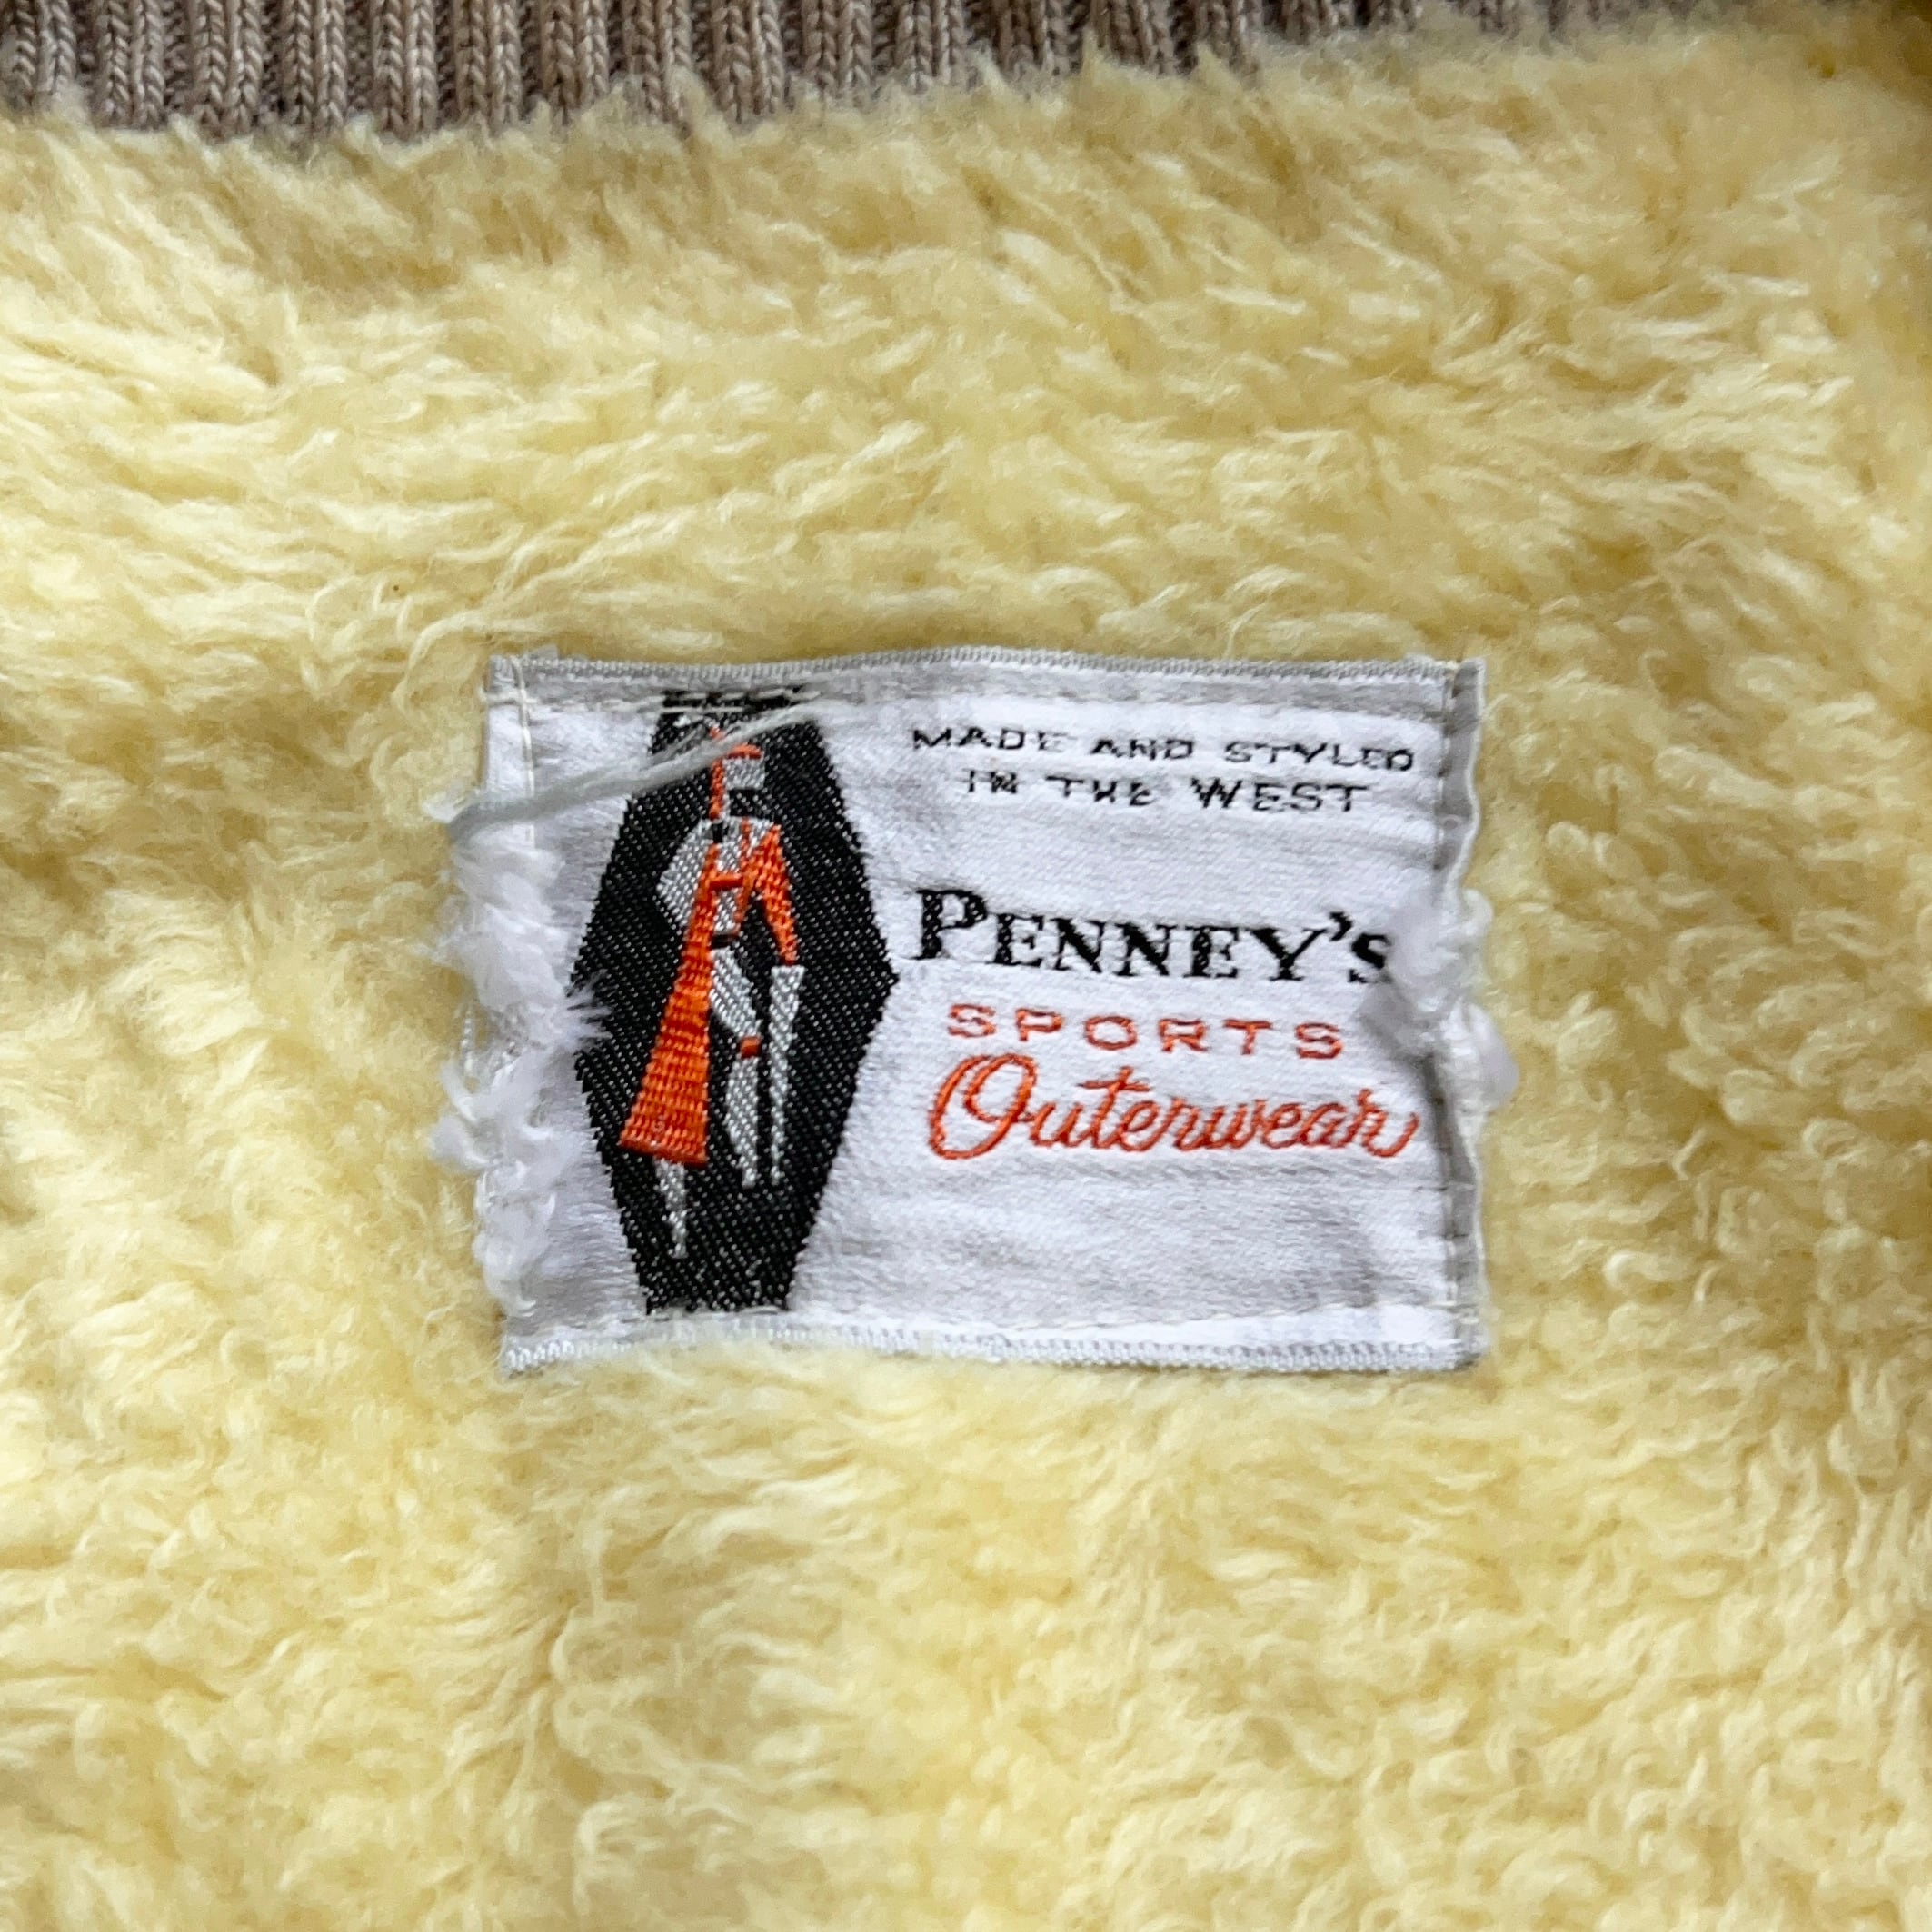 MADE AND STYLED
IN THE WEST
PENNEY'S
SPORTS
Outerwear